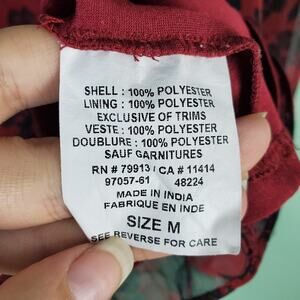 SHELL : 100% POLYESTER
LINING : 100% POLYESTER
EXCLUSIVE OF TRIMS
VESTE : 100% POLYESTER
DOUBLURE : 100% POLYESTER
SAUF GARNITURES
RN # 79913 / CA # 11414
97057-61 48224
MADE IN INDIA
FABRIQUE EN INDE
SIZE M
SEE REVERSE FOR CARE